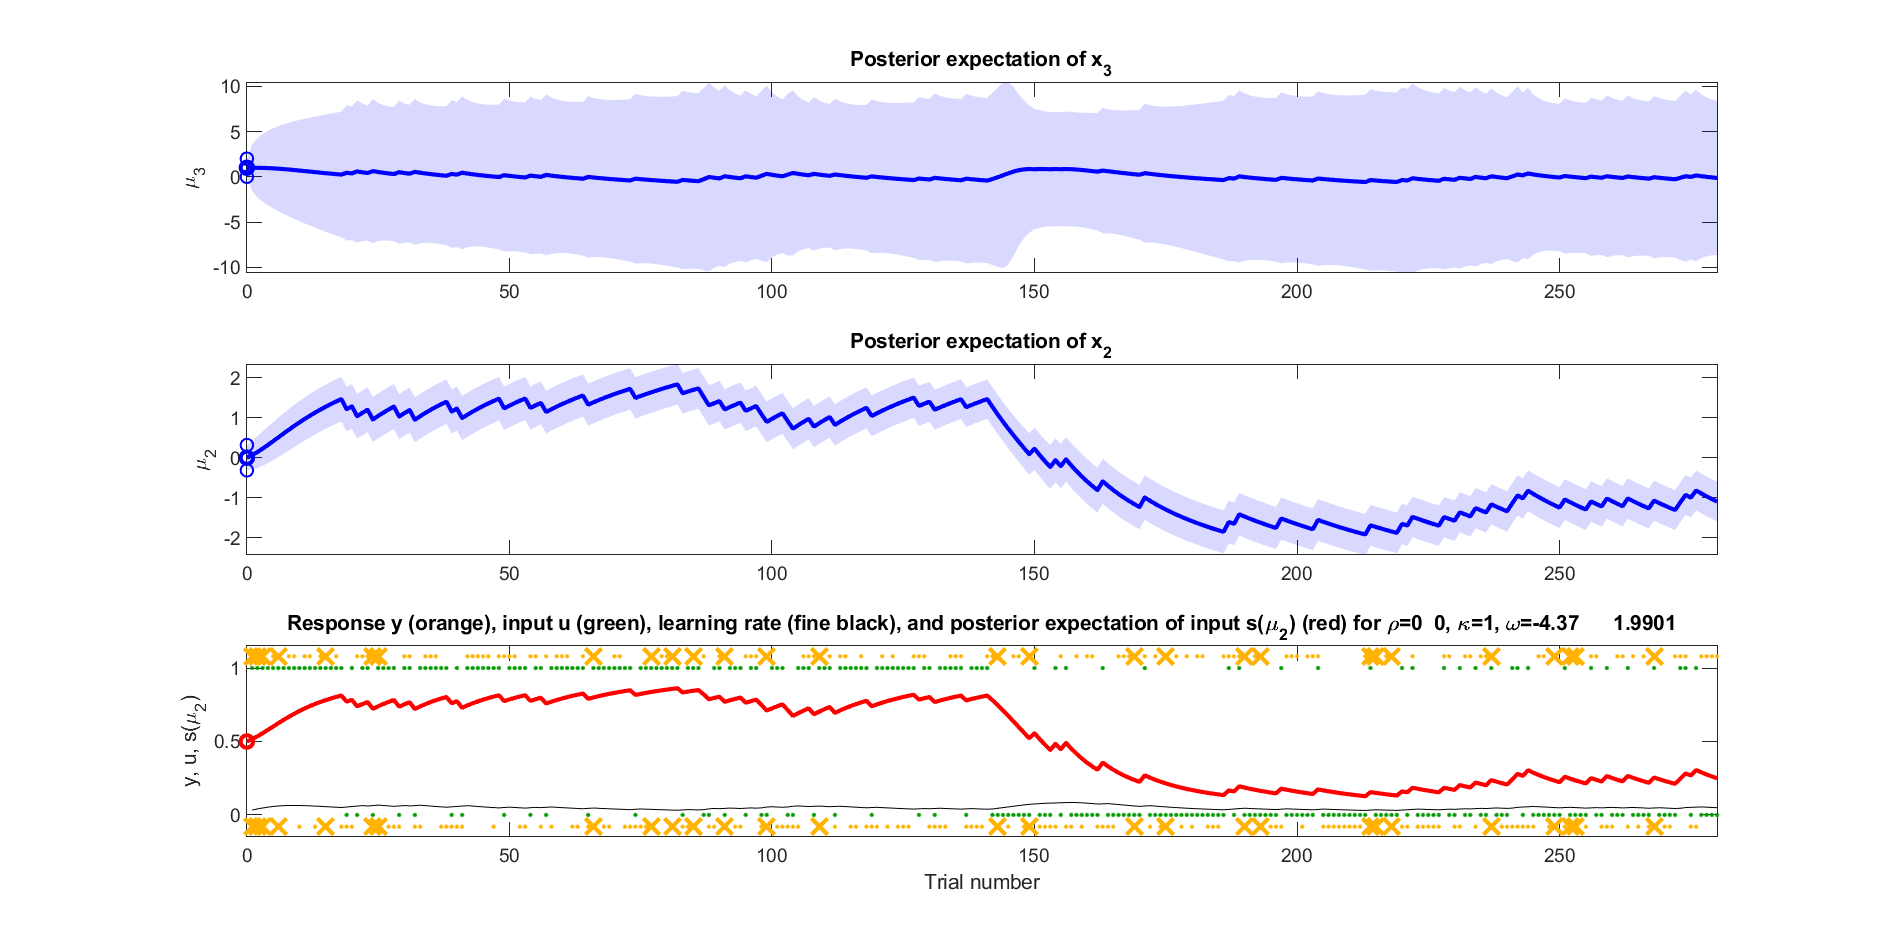 Posterior expectation of x3
10
5
0
-5
-10
μ3
0 50 100 150 200 250
Posterior expectation of x2
2
1
0
-1
-2
μ2
0 50 100 150 200 250
Response y (orange), input u (green), learning rate (fine black), and posterior expectation of input s(μ2) (red) for ρ=0 0, κ=1, ω=-4.37 1.9901
1
0.5
0
y, u, s(μ2)
0 50 100 150 200 250
Trial number